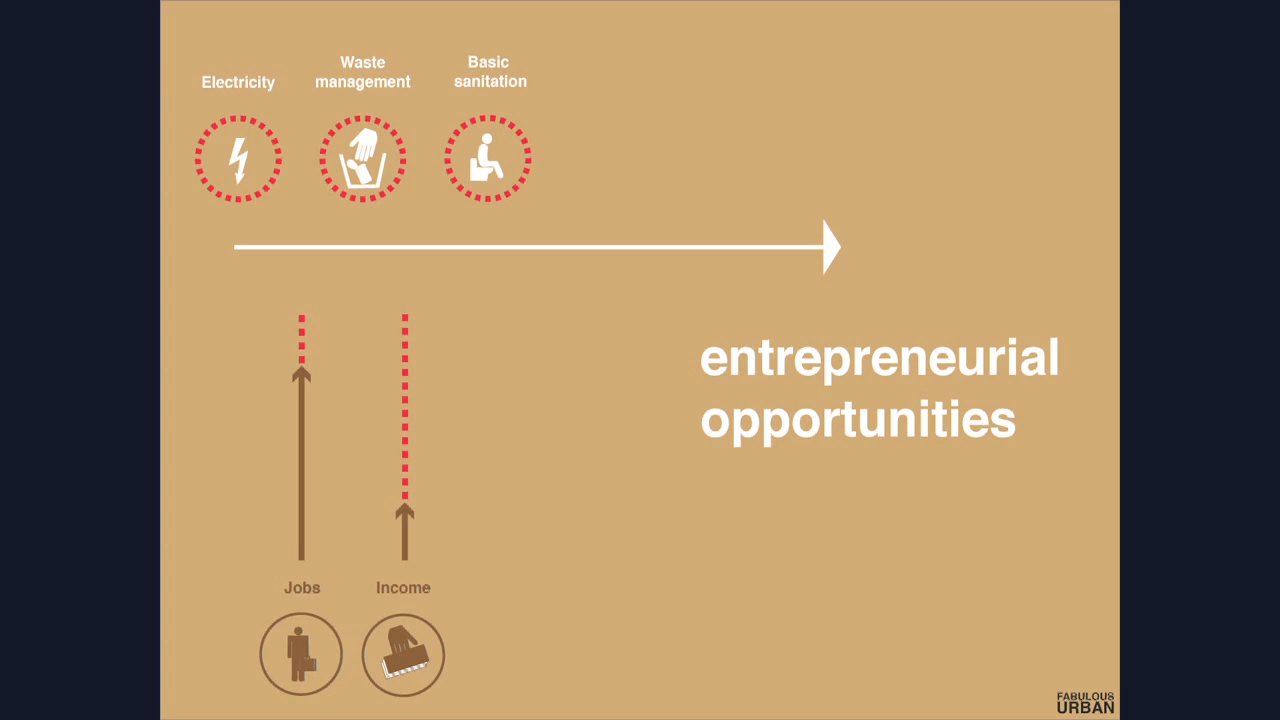 Electricity
Waste
management
Basic
sanitation
entrepreneurial
opportunities
Jobs
Income
FABULOUS
URBAN